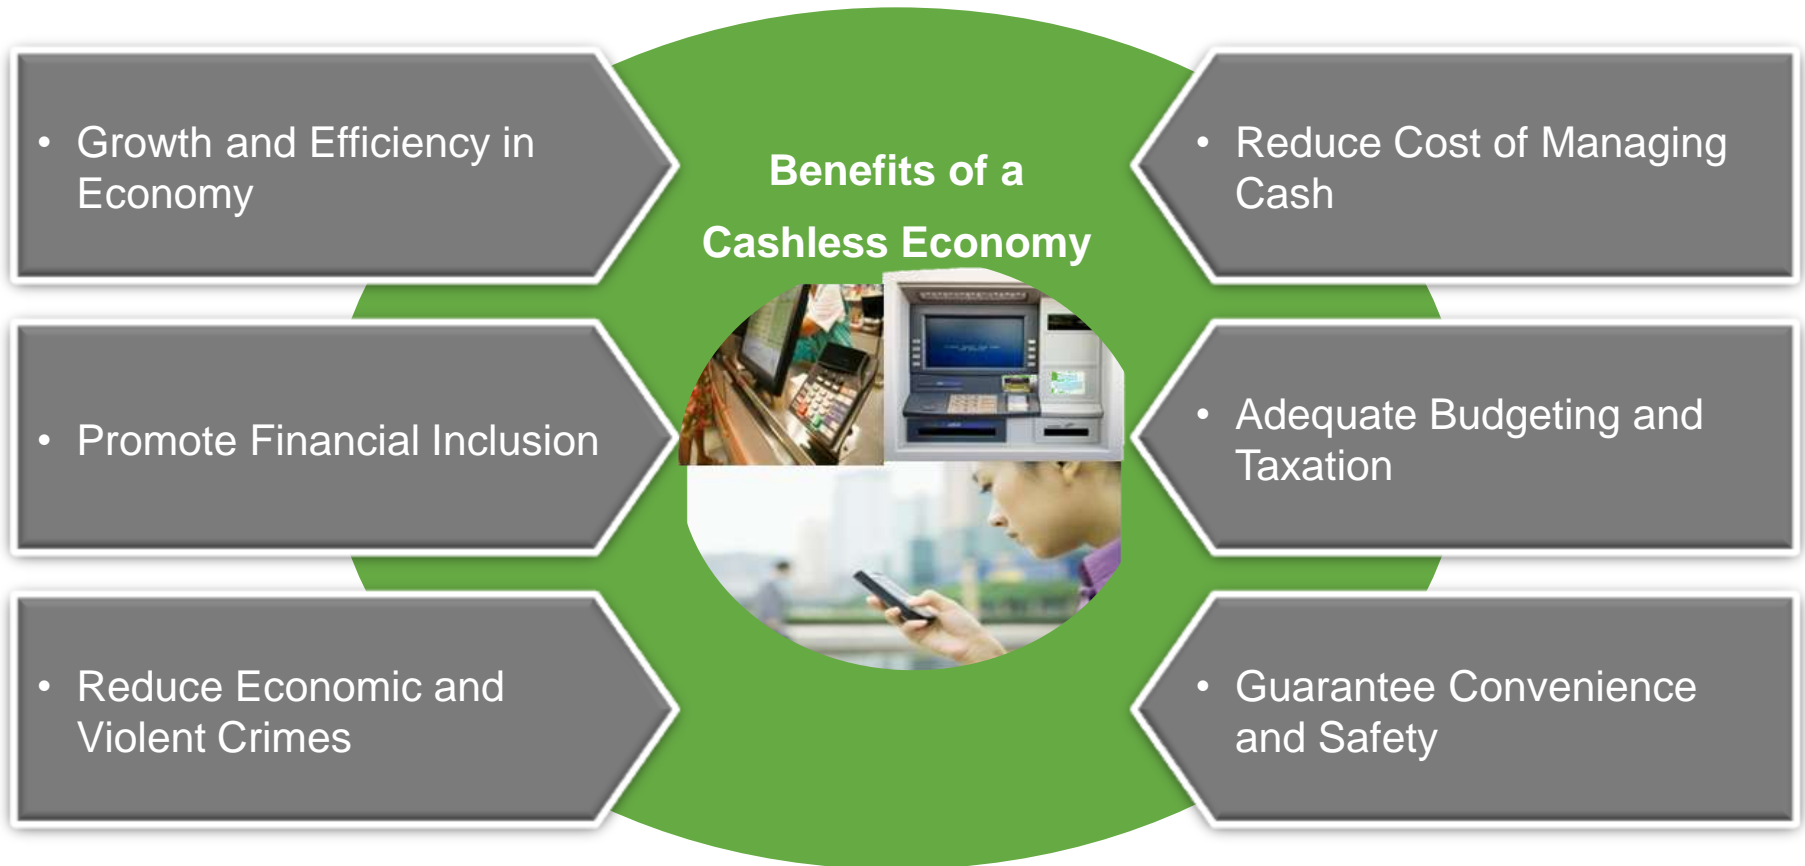 Benefits of a
Cashless Economy
• Growth and Efficiency in
Economy
• Promote Financial Inclusion
• Reduce Economic and
Violent Crimes
• Reduce Cost of Managing
Cash
• Adequate Budgeting and
Taxation
• Guarantee Convenience
and Safety